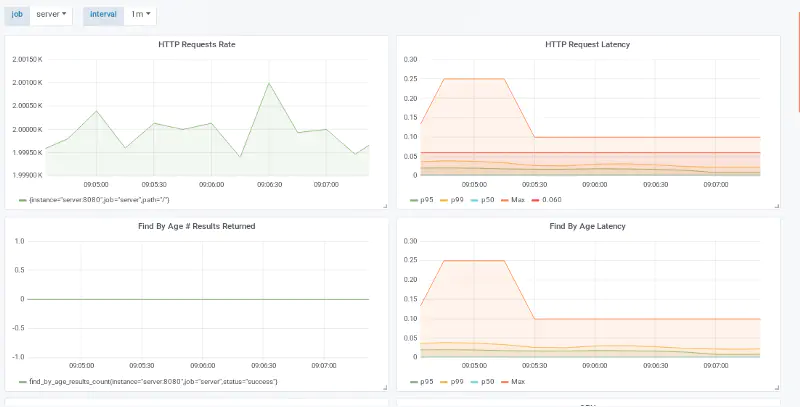 job server interval 1m
HTTP Requests Rate
2.00150 K
2.00100 K
2.00050 K
2.00000 K
1.99950 K
1.99900 K
09:05:00 09:05:30 09:06:00 09:06:30 09:07:00
{instance="server:8080",job="server",path="/"}
HTTP Request Latency
0.30
0.25
0.20
0.15
0.10
0.05
0
09:05:00 09:05:30 09:06:00 09:06:30 09:07:00
p95 p99 p50 Max 0.060
Find By Age # Results Returned
1.0
0.5
0
-0.5
-1.0
09:05:00 09:05:30 09:06:00 09:06:30 09:07:00
find_by_age_results_count{instance="server:8080",job="server",status="success"}
Find By Age Latency
0.30
0.25
0.20
0.15
0.10
0.05
0
09:05:00 09:05:30 09:06:00 09:06:30 09:07:00
p95 p99 p50 Max